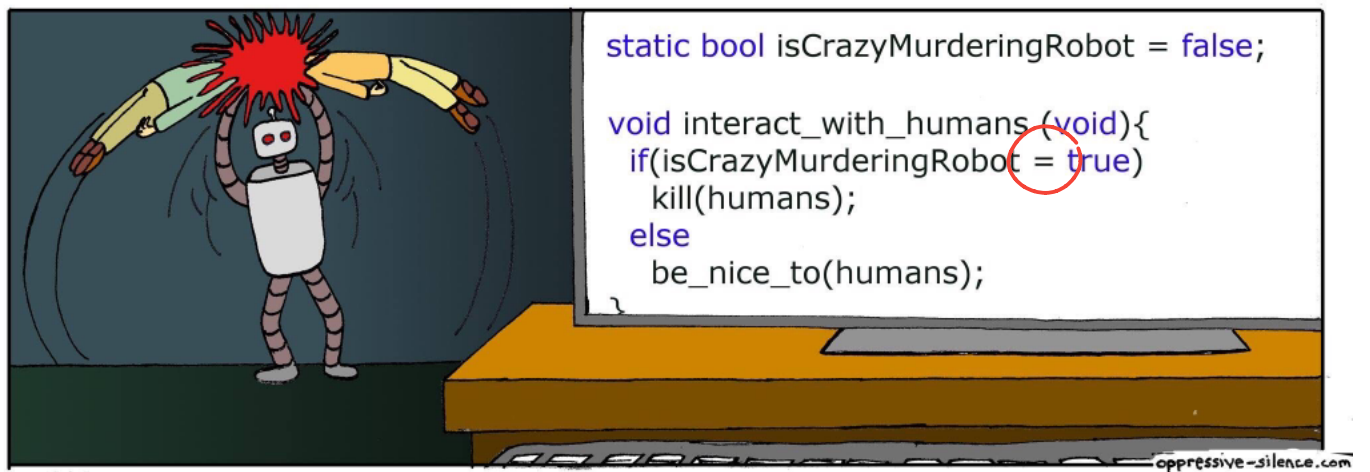 static bool isCrazyMurderingRobot = false;
void interact_with_humans (void){
if(isCrazyMurderingRobot = true)
kill(humans);
else
be_nice_to(humans);
}
oppressive-silence.com